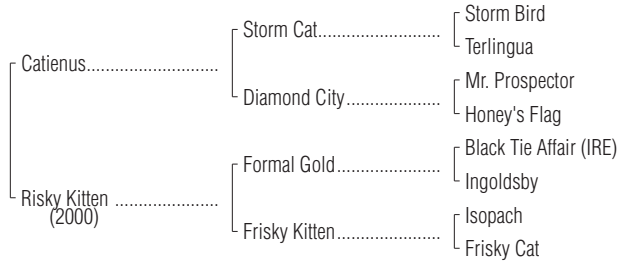 Storm Bird
Storm Cat
Terlingua
Catienus
Mr. Prospector
Diamond City
Honey's Flag
Black Tie Affair (IRE)
Formal Gold
Ingoldsby
Risky Kitten
(2000)
Isopach
Frisky Kitten
Frisky Cat